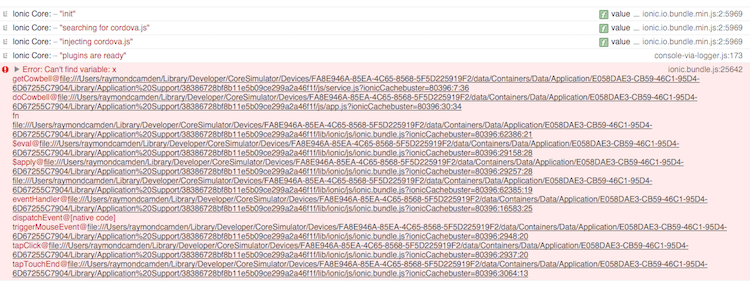 Ionic Core: – "init" value ... ionic.io.bundle.min.js:2:5969
Ionic Core: – "searching for cordova.js" value ... ionic.io.bundle.min.js:2:5969
Ionic Core: – "injecting cordova.js" value ... ionic.io.bundle.min.js:2:5969
Ionic Core: – "plugins are ready" console-via-logger.js:173
Error: Can't find variable: x ionic.bundle.js:25642
getCowbell@file:///Users/raymondcamden/Library/Developer/CoreSimulator/Devices/FA8E946A-85EA-4C65-8568-5F5D225919F2/data/Containers/Data/Application/E058DAE3-CB59-46C1-95D4-
6D67255C7904/Library/Application%20Support/38386728bf8b11e5b09ce299a2a46f1f/js/service.js?ionicCachebuster=80396:7:36
doCowbell@file:///Users/raymondcamden/Library/Developer/CoreSimulator/Devices/FA8E946A-85EA-4C65-8568-5F5D225919F2/data/Containers/Data/Application/E058DAE3-CB59-46C1-95D4-
6D67255C7904/Library/Application%20Support/38386728bf8b11e5b09ce299a2a46f1f/js/app.js?ionicCachebuster=80396:30:34
fn
file:///Users/raymondcamden/Library/Developer/CoreSimulator/Devices/FA8E946A-85EA-4C65-8568-5F5D225919F2/data/Containers/Data/Application/E058DAE3-CB59-46C1-95D4-
6D67255C7904/Library/Application%20Support/38386728bf8b11e5b09ce299a2a46f1f/lib/ionic/js/ionic.bundle.js?ionicCachebuster=80396:62386:21
$eval@file:///Users/raymondcamden/Library/Developer/CoreSimulator/Devices/FA8E946A-85EA-4C65-8568-5F5D225919F2/data/Containers/Data/Application/E058DAE3-CB59-46C1-95D4-
6D67255C7904/Library/Application%20Support/38386728bf8b11e5b09ce299a2a46f1f/lib/ionic/js/ionic.bundle.js?ionicCachebuster=80396:29158:28
$apply@file:///Users/raymondcamden/Library/Developer/CoreSimulator/Devices/FA8E946A-85EA-4C65-8568-5F5D225919F2/data/Containers/Data/Application/E058DAE3-CB59-46C1-95D4-
6D67255C7904/Library/Application%20Support/38386728bf8b11e5b09ce299a2a46f1f/lib/ionic/js/ionic.bundle.js?ionicCachebuster=80396:29257:28
file:///Users/raymondcamden/Library/Developer/CoreSimulator/Devices/FA8E946A-85EA-4C65-8568-5F5D225919F2/data/Containers/Data/Application/E058DAE3-CB59-46C1-95D4-
6D67255C7904/Library/Application%20Support/38386728bf8b11e5b09ce299a2a46f1f/lib/ionic/js/ionic.bundle.js?ionicCachebuster=80396:62385:19
eventHandler@file:///Users/raymondcamden/Library/Developer/CoreSimulator/Devices/FA8E946A-85EA-4C65-8568-5F5D225919F2/data/Containers/Data/Application/E058DAE3-CB59-46C1-95D4-
6D67255C7904/Library/Application%20Support/38386728bf8b11e5b09ce299a2a46f1f/lib/ionic/js/ionic.bundle.js?ionicCachebuster=80396:16583:25
dispatchEvent@[native code]
triggerMouseEvent@file:///Users/raymondcamden/Library/Developer/CoreSimulator/Devices/FA8E946A-85EA-4C65-8568-5F5D225919F2/data/Containers/Data/Application/E058DAE3-CB59-46C1-95D4-
6D67255C7904/Library/Application%20Support/38386728bf8b11e5b09ce299a2a46f1f/lib/ionic/js/ionic.bundle.js?ionicCachebuster=80396:2948:20
tapClick@file:///Users/raymondcamden/Library/Developer/CoreSimulator/Devices/FA8E946A-85EA-4C65-8568-5F5D225919F2/data/Containers/Data/Application/E058DAE3-CB59-46C1-95D4-
6D67255C7904/Library/Application%20Support/38386728bf8b11e5b09ce299a2a46f1f/lib/ionic/js/ionic.bundle.js?ionicCachebuster=80396:2937:20
tapTouchEnd@file:///Users/raymondcamden/Library/Developer/CoreSimulator/Devices/FA8E946A-85EA-4C65-8568-5F5D225919F2/data/Containers/Data/Application/E058DAE3-CB59-46C1-95D4-
6D67255C7904/Library/Application%20Support/38386728bf8b11e5b09ce299a2a46f1f/lib/ionic/js/ionic.bundle.js?ionicCachebuster=80396:3064:13